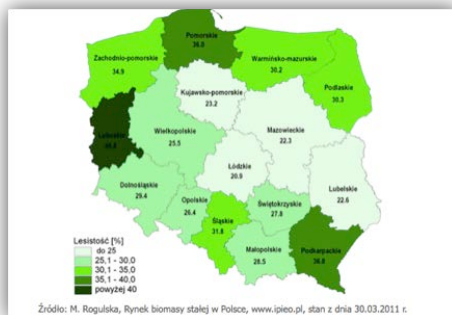 Pomorskie
36.0
Zachodnio-pomorskie
34.9
Warmińsko-mazurskie
30.2
Podlaskie
30.3
Kujawsko-pomorskie
23.2
Lubuskie
Wielkopolskie
25.5
Mazowieckie
22.3
Łódzkie
20.9
Lubelskie
22.6
Dolnośląskie
29.4
Opolskie
26.4
Śląskie
31.8
Świętokrzyskie
27.8
Małopolskie
28.5
Podkarpackie
36.8
Lesistość [%]
do 25
25,1 - 30,0
30,1 - 35,0
35,1 - 40,0
powyżej 40
Źródło: M. Rogulska, Rynek biomasy stałej w Polsce, www.ipieo.pl, stan z dnia 30.03.2011 r.